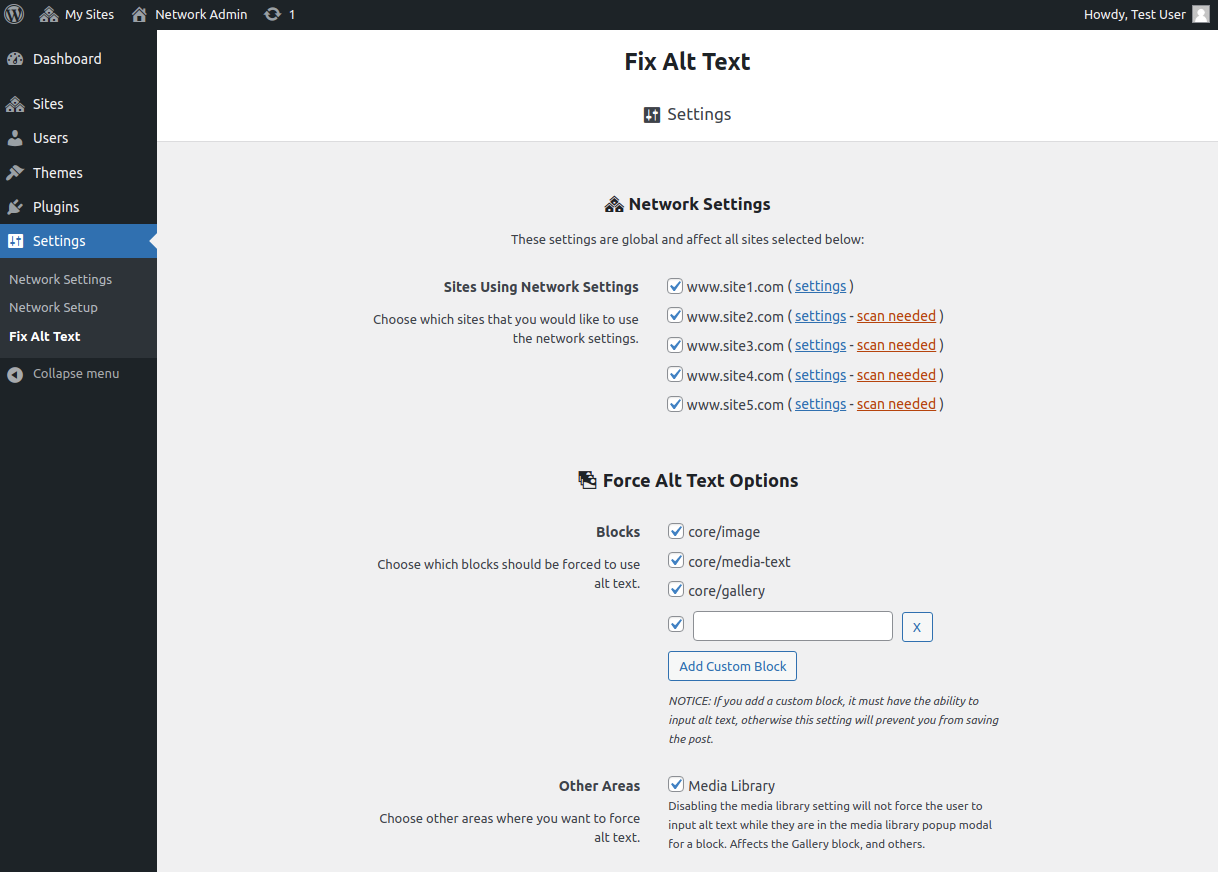 My Sites Network Admin 1 Howdy, Test User
Dashboard
Sites
Users
Themes
Plugins
Settings
Network Settings
Network Setup
Fix Alt Text
Collapse menu
Fix Alt Text
Settings
Network Settings
These settings are global and affect all sites selected below:
Sites Using Network Settings
Choose which sites that you would like to use
the network settings.
www.site1.com ( settings )
www.site2.com ( settings - scan needed )
www.site3.com ( settings - scan needed )
www.site4.com ( settings - scan needed )
www.site5.com ( settings - scan needed )
Force Alt Text Options
Blocks
Choose which blocks should be forced to use
alt text.
core/image
core/media-text
core/gallery
X
Add Custom Block
NOTICE: If you add a custom block, it must have the ability to
input alt text, otherwise this setting will prevent you from saving
the post.
Other Areas
Choose other areas where you want to force
alt text.
Media Library
Disabling the media library setting will not force the user to
input alt text while they are in the media library popup modal
for a block. Affects the Gallery block, and others.